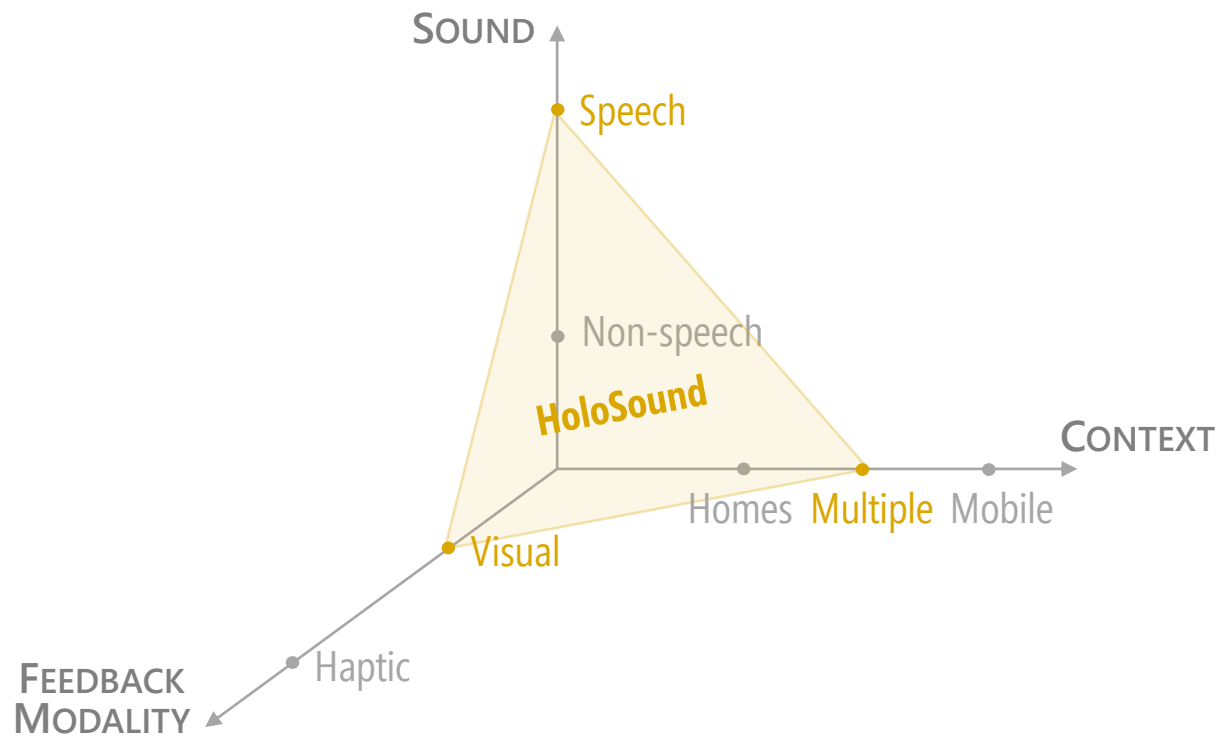 SOUND
Speech
Non-speech
HoloSound
CONTEXT
Homes Multiple Mobile
Visual
Haptic
FEEDBACK
MODALITY